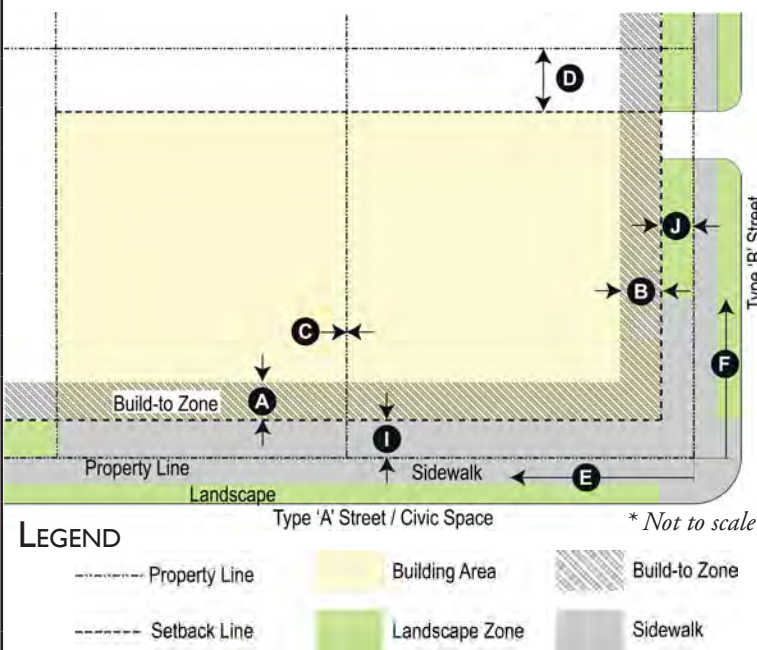 D
J
Type 'B' Street
B
C
F
A
Build-to Zone
I
Property Line
Sidewalk
E
Landscape
Type 'A' Street / Civic Space
* Not to scale
LEGEND
Property Line
Building Area
Build-to Zone
Setback Line
Landscape Zone
Sidewalk